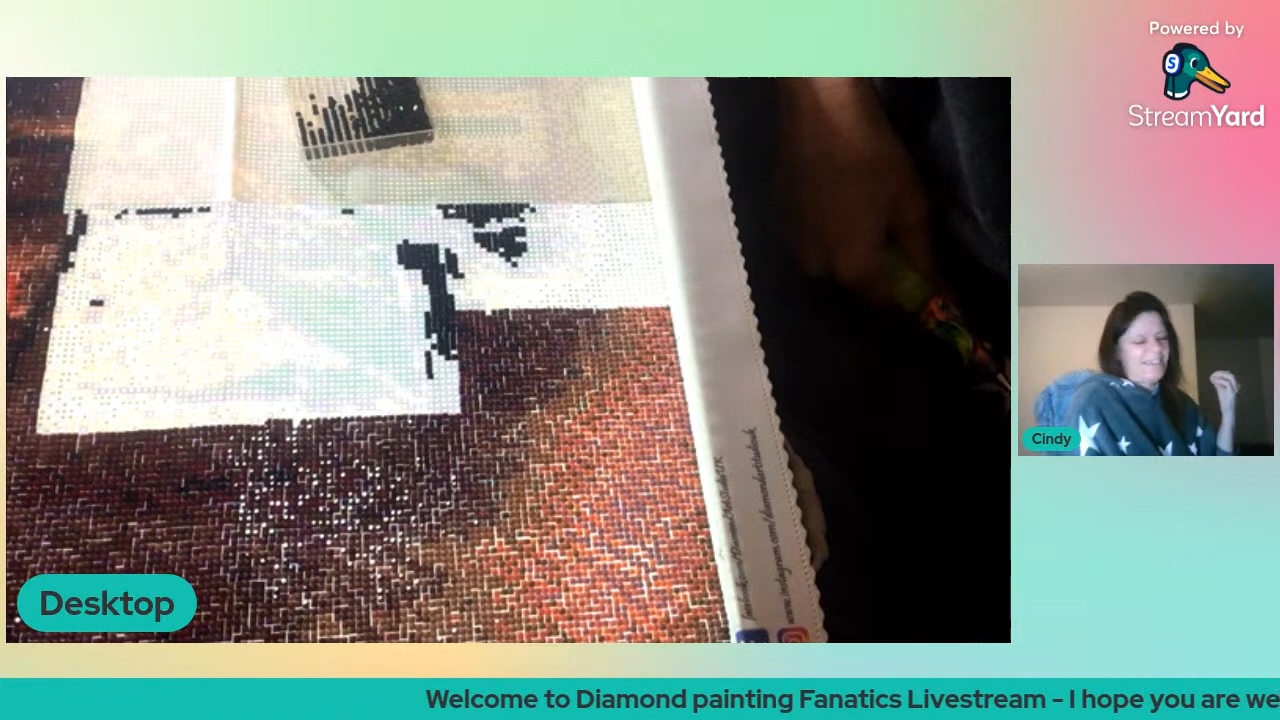 Powered by
StreamYard
Cindy
Desktop
Welcome to Diamond painting Fanatics Livestream - I hope you are we